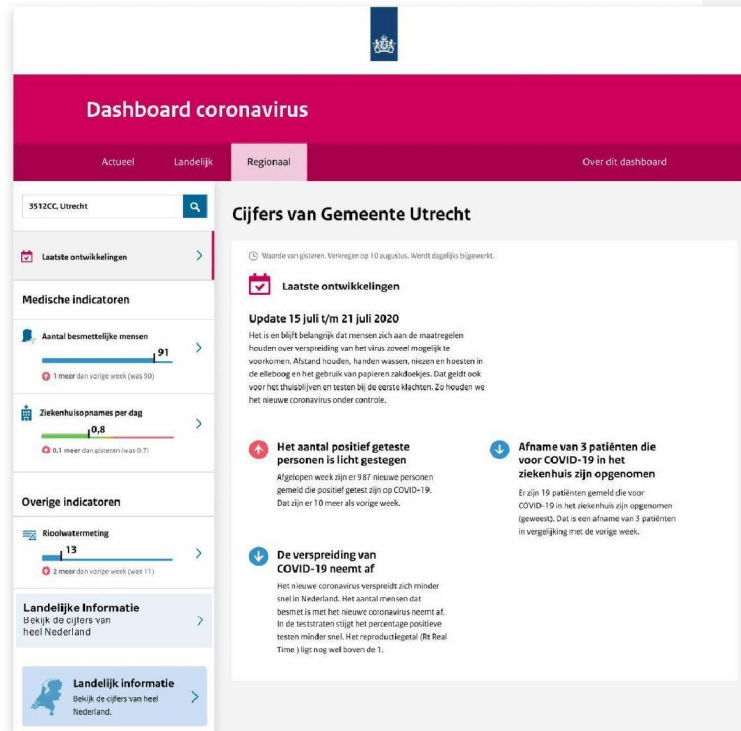 Dashboard coronavirus
Actueel
Landelijk
Regionaal
Over dit dashboard
3512CC, Utrecht
Laatste ontwikkelingen
Medische indicatoren
Aantal besmettelijke mensen
91
1 meer dan vorige week (was 90)
Ziekenhuisopnames per dag
0,8
0,1 meer dan gisteren (was 0.7)
Overige indicatoren
Rioolwatermeting
13
2 meer dan vorige week (was 11)
Landelijke Informatie
Bekijk de cijfers van
heel Nederland
Landelijk informatie
Bekijk de cijfers van heel
Nederland.
Cijfers van Gemeente Utrecht
Waarde van gisteren. Verkregen op 10 augustus. Wordt dagelijks bijgewerkt.
Laatste ontwikkelingen
Update 15 juli t/m 21 juli 2020
Het is en blijft belangrijk dat mensen zich aan de maatregelen
houden over verspreiding van het virus zoveel mogelijk te
voorkomen. Afstand houden, handen wassen, niezen en hoesten in
de elleboog en het gebruik van papieren zakdoekjes. Dat geldt ook
voor het thuisblijven en testen bij de eerste klachten. Zo houden we
het nieuwe coronavirus onder controle.
Het aantal positief geteste
personen is licht gestegen
Afgelopen week zijn er 987 nieuwe personen
gemeld die positief getest zijn op COVID-19.
Dat zijn er 10 meer als vorige week.
Afname van 3 patiënten die
voor COVID-19 in het
ziekenhuis zijn opgenomen
Er zijn 19 patiënten gemeld die voor
COVID-19 in het ziekenhuis zijn opgenomen
(geweest). Dat is een afname van 3 patiënten
in vergelijking met de vorige week.
De verspreiding van
COVID-19 neemt af
Het nieuwe coronavirus verspreidt zich minder
snel in Nederland. Het aantal mensen dat
besmet is met het nieuwe coronavirus neemt af.
In de teststraten stijgt het percentage positieve
testen minder snel. Het reproductiegetal (Rt Real
Time ) ligt nog wel boven de 1.